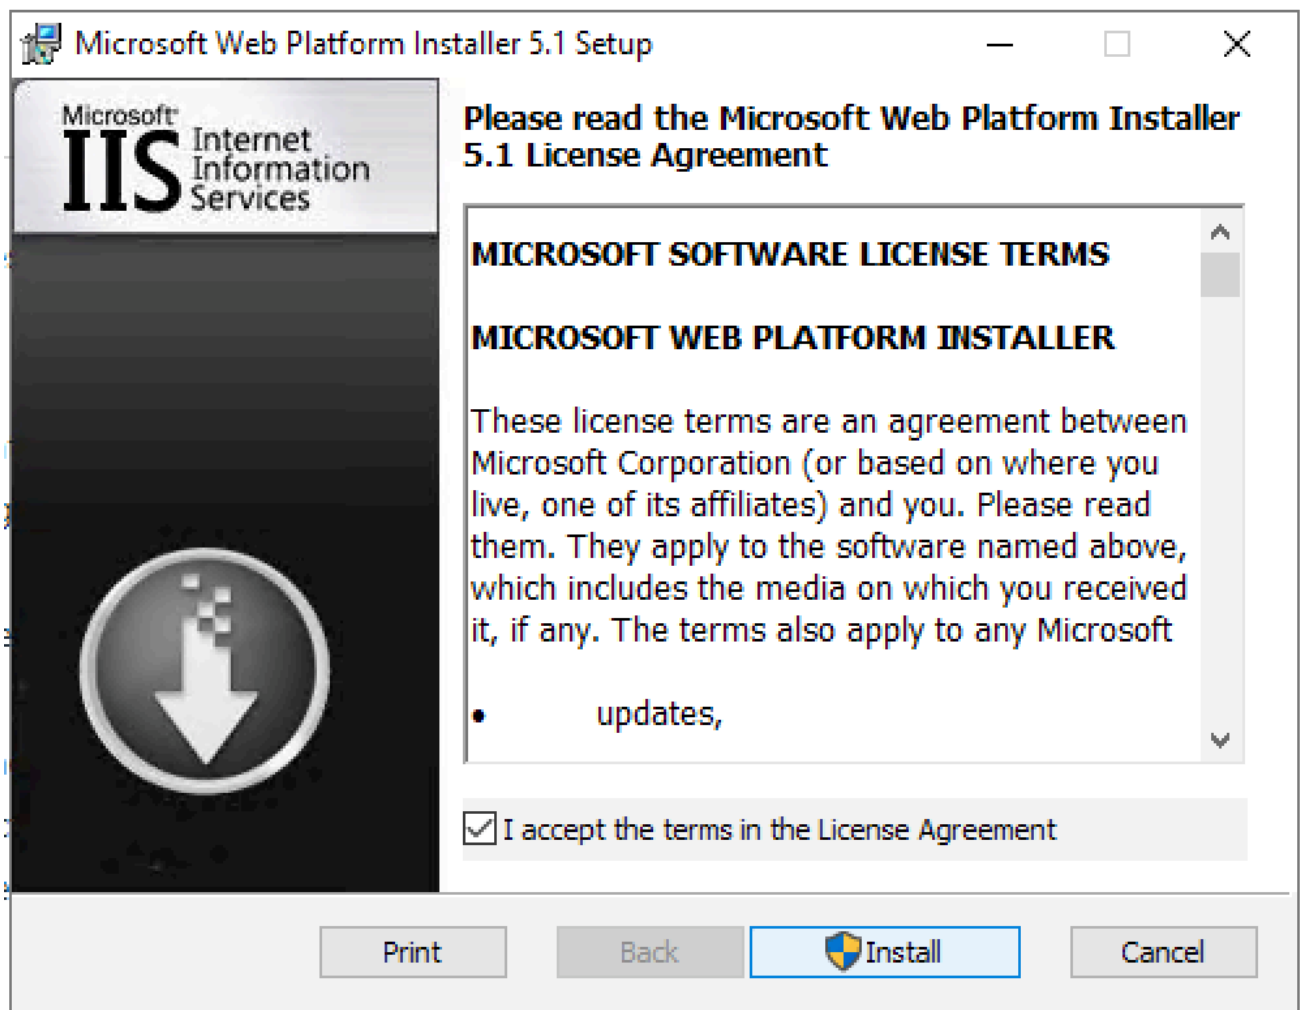 Microsoft Web Platform Installer 5.1 Setup
Microsoft
IIS
Internet
Information
Services
Please read the Microsoft Web Platform Installer
5.1 License Agreement
MICROSOFT SOFTWARE LICENSE TERMS
MICROSOFT WEB PLATFORM INSTALLER
These license terms are an agreement between
Microsoft Corporation (or based on where you
live, one of its affiliates) and you. Please read
them. They apply to the software named above,
which includes the media on which you received
it, if any. The terms also apply to any Microsoft
• updates,
I accept the terms in the License Agreement
Print
Back
Install
Cancel